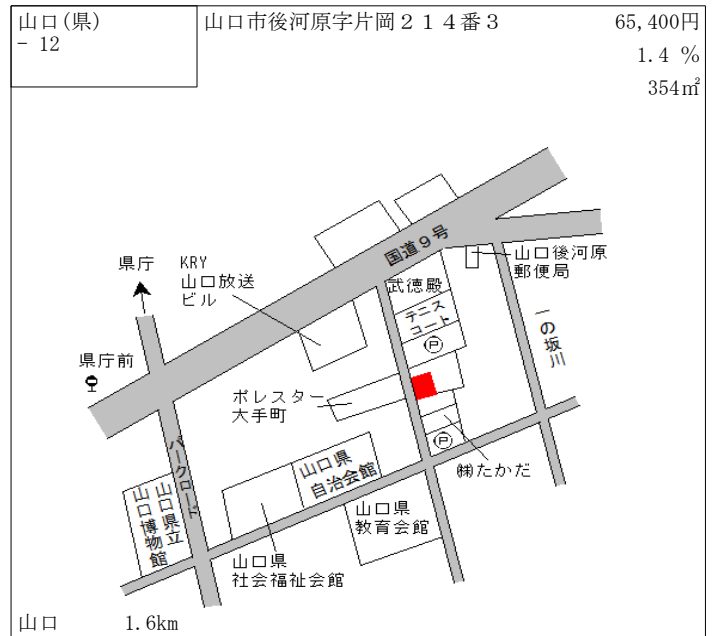 山口(県)
- 12
山口市後河原字片岡２１４番３
65,400円
1.4 %
354㎡
国道９号
県庁
KRY
山口放送
ビル
武徳殿
山口後河原
郵便局
テニス
コート
Ⓟ
一の坂川
県庁前
ポレスター
大手町
パークロード
山口県
自治会館
Ⓟ
㈱たかだ
山口県立
山口博物館
山口県
教育会館
山口県
社会福祉会館
山口
1.6km